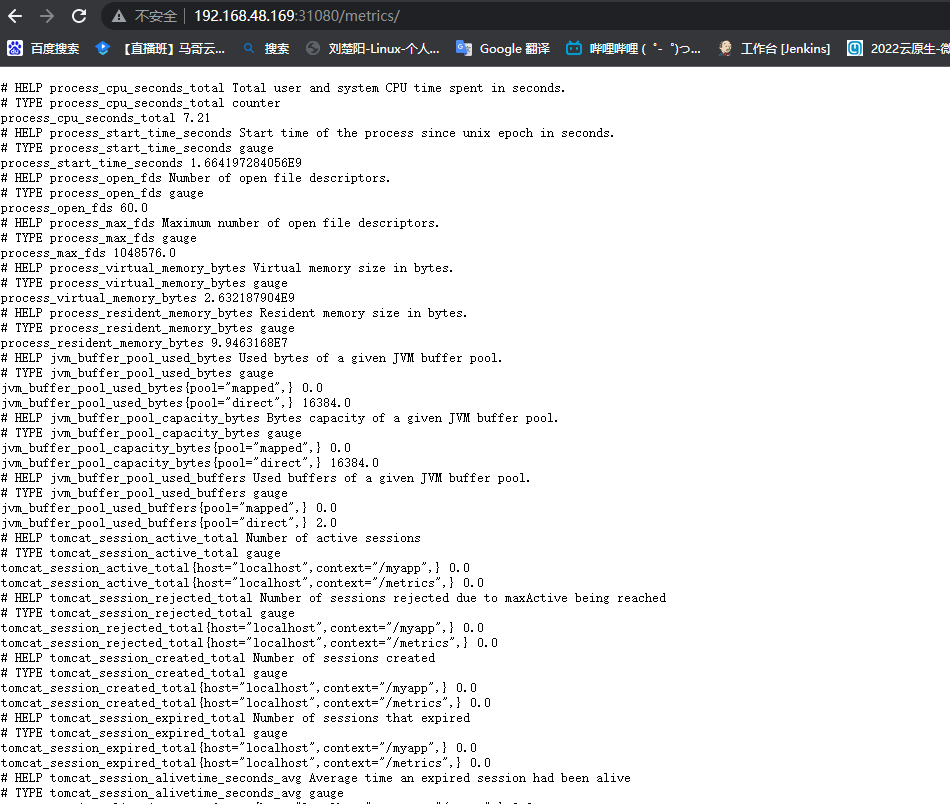 不安全 192.168.48.169:31080/metrics/
百度搜索 【直播班】马哥云... 搜索 刘楚阳-Linux-个人... Google 翻译 哔哩哔哩 ( ゜- ゜)つ... 工作台 [Jenkins] 2022云原生-微
# HELP process_cpu_seconds_total Total user and system CPU time spent in seconds.
# TYPE process_cpu_seconds_total counter
process_cpu_seconds_total 7.21
# HELP process_start_time_seconds Start time of the process since unix epoch in seconds.
# TYPE process_start_time_seconds gauge
process_start_time_seconds 1.664197284056E9
# HELP process_open_fds Number of open file descriptors.
# TYPE process_open_fds gauge
process_open_fds 60.0
# HELP process_max_fds Maximum number of open file descriptors.
# TYPE process_max_fds gauge
process_max_fds 1048576.0
# HELP process_virtual_memory_bytes Virtual memory size in bytes.
# TYPE process_virtual_memory_bytes gauge
process_virtual_memory_bytes 2.632187904E9
# HELP process_resident_memory_bytes Resident memory size in bytes.
# TYPE process_resident_memory_bytes gauge
process_resident_memory_bytes 9.9463168E7
# HELP jvm_buffer_pool_used_bytes Used bytes of a given JVM buffer pool.
# TYPE jvm_buffer_pool_used_bytes gauge
jvm_buffer_pool_used_bytes{pool="mapped",} 0.0
jvm_buffer_pool_used_bytes{pool="direct",} 16384.0
# HELP jvm_buffer_pool_capacity_bytes Bytes capacity of a given JVM buffer pool.
# TYPE jvm_buffer_pool_capacity_bytes gauge
jvm_buffer_pool_capacity_bytes{pool="mapped",} 0.0
jvm_buffer_pool_capacity_bytes{pool="direct",} 16384.0
# HELP jvm_buffer_pool_used_buffers Used buffers of a given JVM buffer pool.
# TYPE jvm_buffer_pool_used_buffers gauge
jvm_buffer_pool_used_buffers{pool="mapped",} 0.0
jvm_buffer_pool_used_buffers{pool="direct",} 2.0
# HELP tomcat_session_active_total Number of active sessions
# TYPE tomcat_session_active_total gauge
tomcat_session_active_total{host="localhost",context="/myapp",} 0.0
tomcat_session_active_total{host="localhost",context="/metrics",} 0.0
# HELP tomcat_session_rejected_total Number of sessions rejected due to maxActive being reached
# TYPE tomcat_session_rejected_total gauge
tomcat_session_rejected_total{host="localhost",context="/myapp",} 0.0
tomcat_session_rejected_total{host="localhost",context="/metrics",} 0.0
# HELP tomcat_session_created_total Number of sessions created
# TYPE tomcat_session_created_total gauge
tomcat_session_created_total{host="localhost",context="/myapp",} 0.0
tomcat_session_created_total{host="localhost",context="/metrics",} 0.0
# HELP tomcat_session_expired_total Number of sessions that expired
# TYPE tomcat_session_expired_total gauge
tomcat_session_expired_total{host="localhost",context="/myapp",} 0.0
tomcat_session_expired_total{host="localhost",context="/metrics",} 0.0
# HELP tomcat_session_alivetime_seconds_avg Average time an expired session had been alive
# TYPE tomcat_session_alivetime_seconds_avg gauge